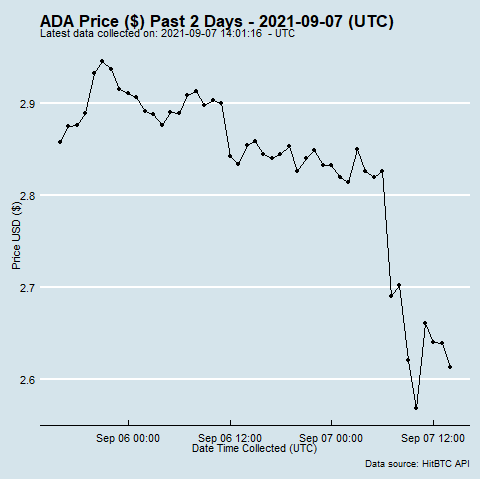 ADA Price ($) Past 2 Days - 2021-09-07 (UTC)
Latest data collected on: 2021-09-07 14:01:16  - UTC
Price USD ($)
2.9
2.8
2.7
2.6
Sep 06 00:00
Sep 06 12:00
Sep 07 00:00
Sep 07 12:00
Date Time Collected (UTC)
Data source: HitBTC API